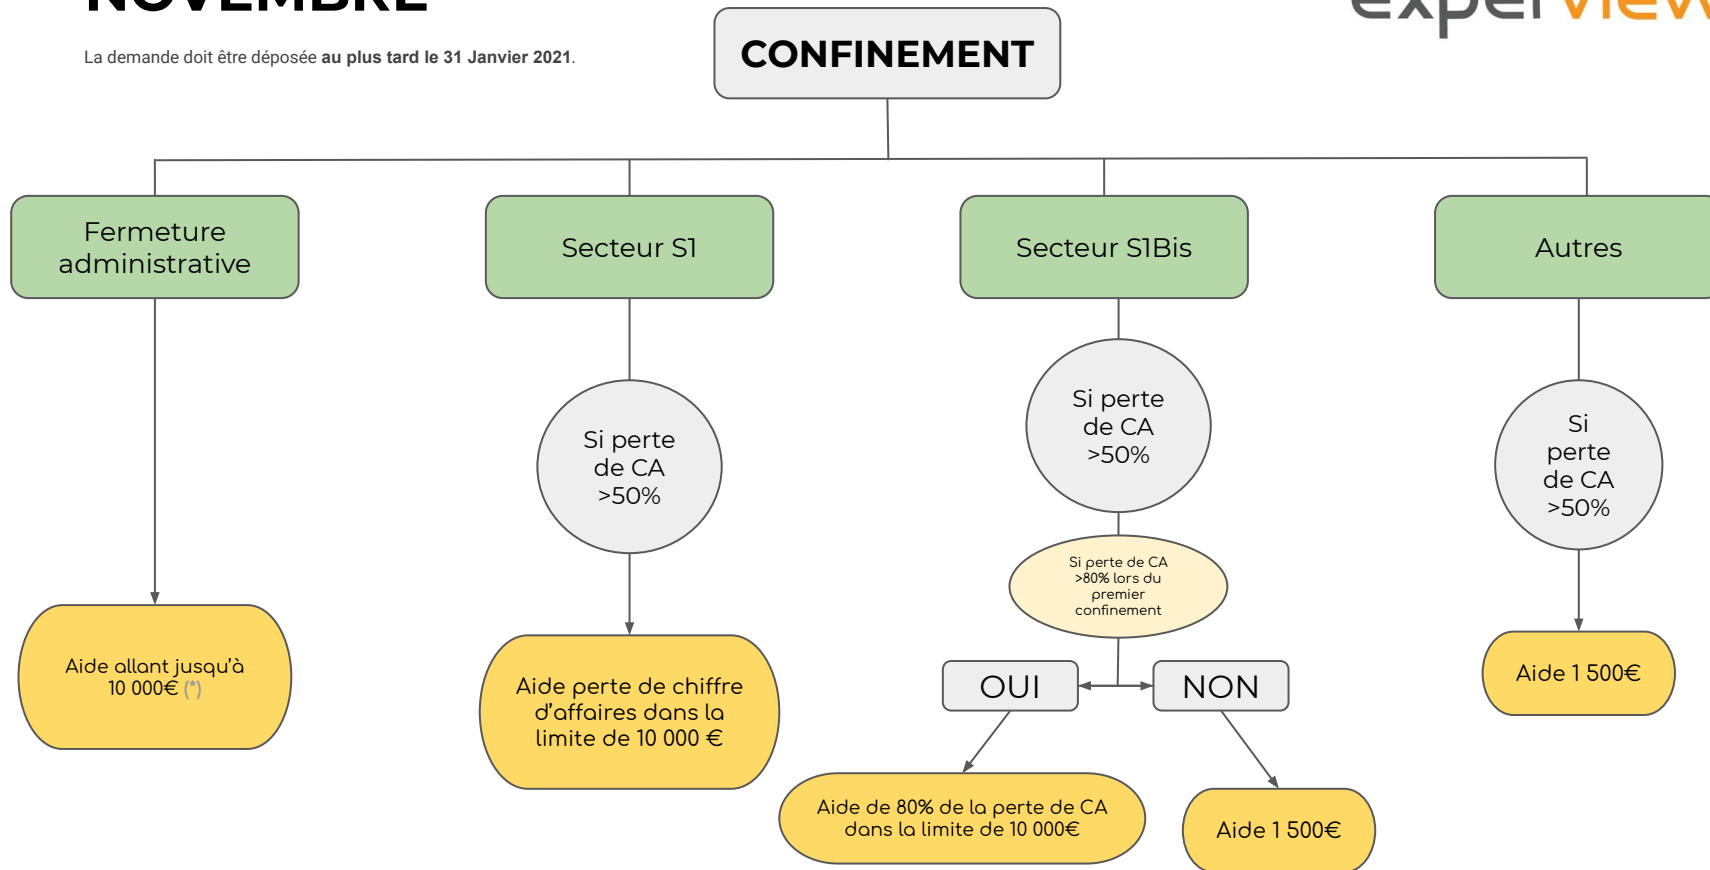 NOVEMBRE
experview
La demande doit être déposée au plus tard le 31 Janvier 2021.
CONFINEMENT
Fermeture
administrative
Secteur S1
Secteur S1Bis
Autres
Si perte
de CA
>50%
Si perte
de CA
>50%
Si
perte
de CA
>50%
Si perte de CA
>80% lors du
premier
confinement
OUI
NON
Aide allant jusqu'à
10 000€ (*)
Aide perte de chiffre
d'affaires dans la
limite de 10 000 €
Aide 1 500€
Aide de 80% de la perte de CA
dans la limite de 10 000€
Aide 1 500€